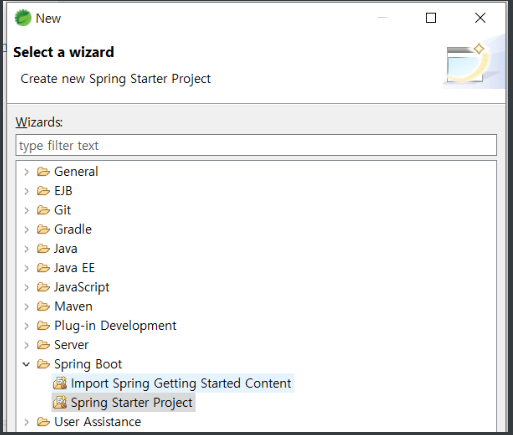 New
Select a wizard
Create new Spring Starter Project
Wizards:
type filter text
General
EJB
Git
Gradle
Java
Java EE
JavaScript
Maven
Plug-in Development
Server
Spring Boot
Import Spring Getting Started Content
Spring Starter Project
User Assistance